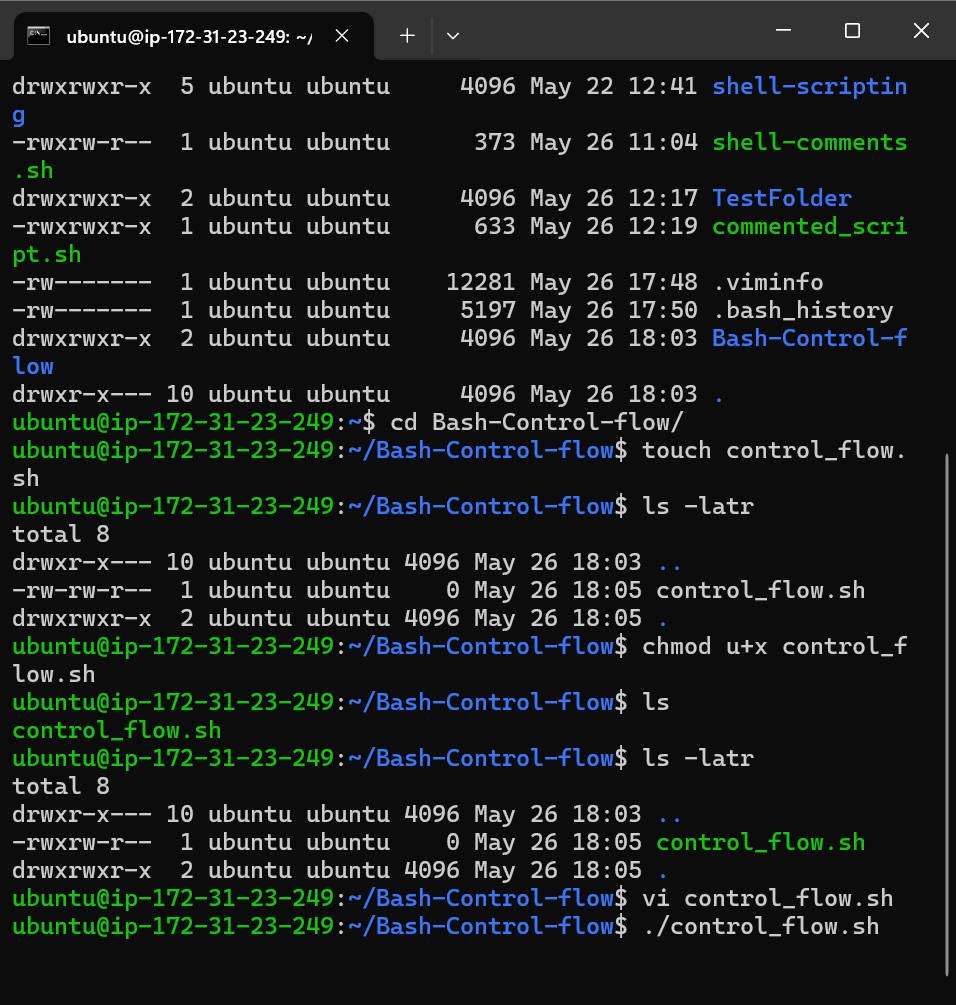 ubuntu@ip-172-31-23-249: ~/
drwxrwxr-x  5 ubuntu ubuntu     4096 May 22 12:41 shell-scriptin
g
-rwxrw-r--  1 ubuntu ubuntu      373 May 26 11:04 shell-comments
.sh
drwxrwxr-x  2 ubuntu ubuntu     4096 May 26 12:17 TestFolder
-rwxrwxr-x  1 ubuntu ubuntu      633 May 26 12:19 commented_scri
pt.sh
-rw-------  1 ubuntu ubuntu    12281 May 26 17:48 .viminfo
-rw-------  1 ubuntu ubuntu     5197 May 26 17:50 .bash_history
drwxrwxr-x  2 ubuntu ubuntu     4096 May 26 18:03 Bash-Control-f
low
drwxr-x--- 10 ubuntu ubuntu     4096 May 26 18:03 .
ubuntu@ip-172-31-23-249:~$ cd Bash-Control-flow/
ubuntu@ip-172-31-23-249:~/Bash-Control-flow$ touch control_flow.
sh
ubuntu@ip-172-31-23-249:~/Bash-Control-flow$ ls -latr
total 8
drwxr-x--- 10 ubuntu ubuntu 4096 May 26 18:03 ..
-rw-rw-r--  1 ubuntu ubuntu    0 May 26 18:05 control_flow.sh
drwxrwxr-x  2 ubuntu ubuntu 4096 May 26 18:05 .
ubuntu@ip-172-31-23-249:~/Bash-Control-flow$ chmod u+x control_f
low.sh
ubuntu@ip-172-31-23-249:~/Bash-Control-flow$ ls
control_flow.sh
ubuntu@ip-172-31-23-249:~/Bash-Control-flow$ ls -latr
total 8
drwxr-x--- 10 ubuntu ubuntu 4096 May 26 18:03 ..
-rwxrw-r--  1 ubuntu ubuntu    0 May 26 18:05 control_flow.sh
drwxrwxr-x  2 ubuntu ubuntu 4096 May 26 18:05 .
ubuntu@ip-172-31-23-249:~/Bash-Control-flow$ vi control_flow.sh
ubuntu@ip-172-31-23-249:~/Bash-Control-flow$ ./control_flow.sh